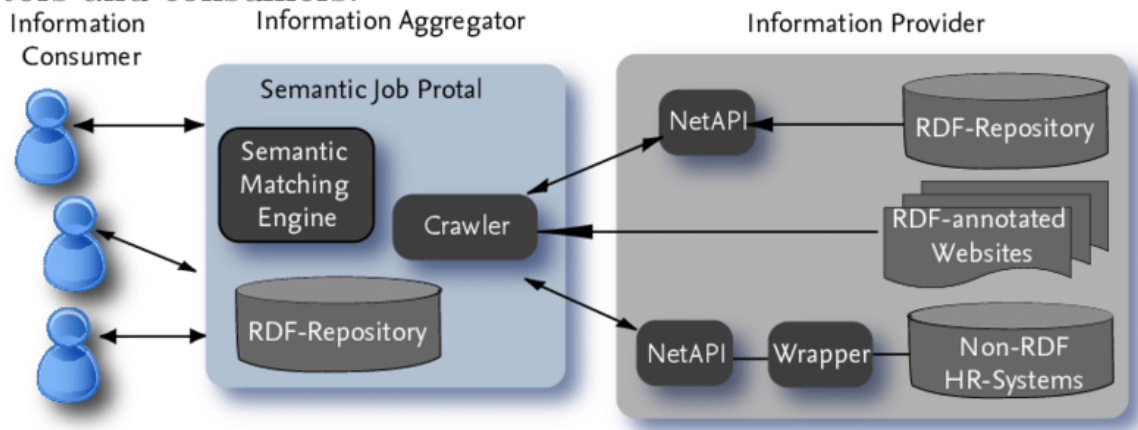 Information
Consumer
Information Aggregator
Information Provider
Semantic Job Protal
Semantic
Matching
Engine
Crawler
RDF-Repository
NetAPI
RDF-Repository
RDF-annotated
Websites
NetAPI
Wrapper
Non-RDF
HR-Systems